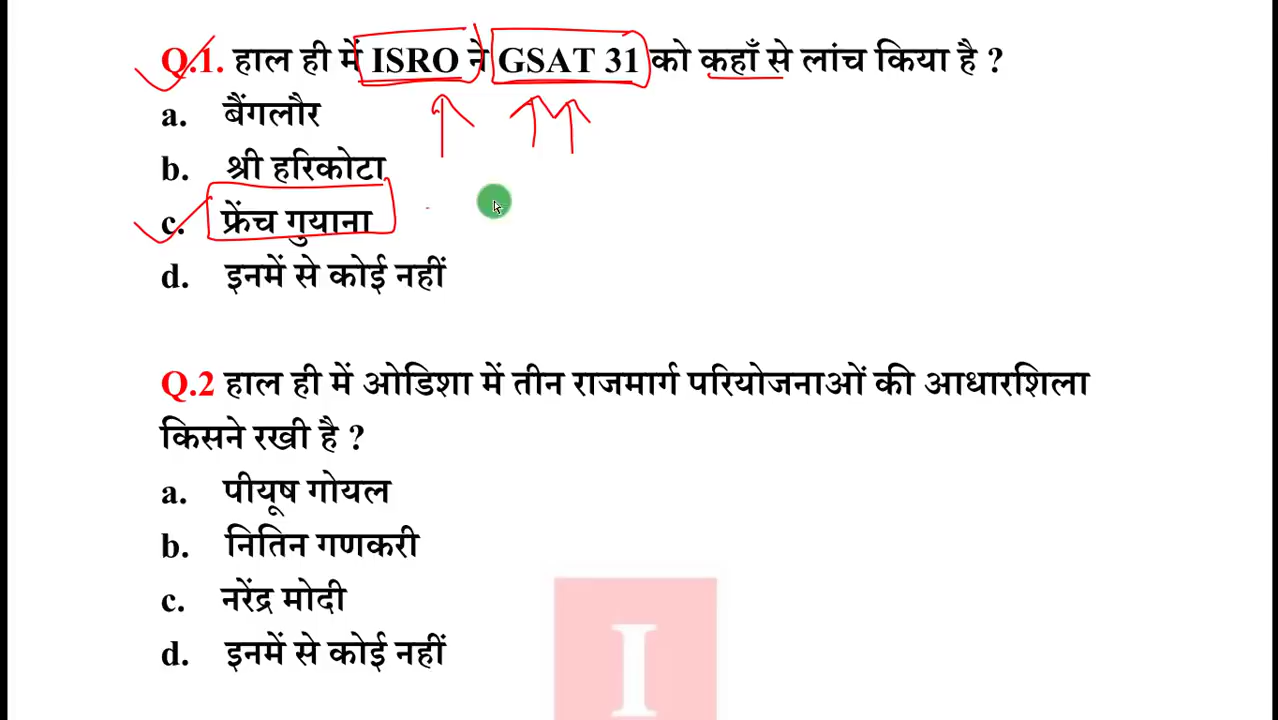 Q.1. हाल ही में ISRO ने GSAT 31 को कहाँ से लांच किया है ?
a. बैंगलौर
b. श्री हरिकोटा
c. फ्रेंच गुयाना
d. इनमें से कोई नहीं
Q.2 हाल ही में ओडिशा में तीन राजमार्ग परियोजनाओं की आधारशिला
किसने रखी है ?
a. पीयूष गोयल
b. नितिन गणकरी
c. नरेंद्र मोदी
d. इनमें से कोई नहीं
I